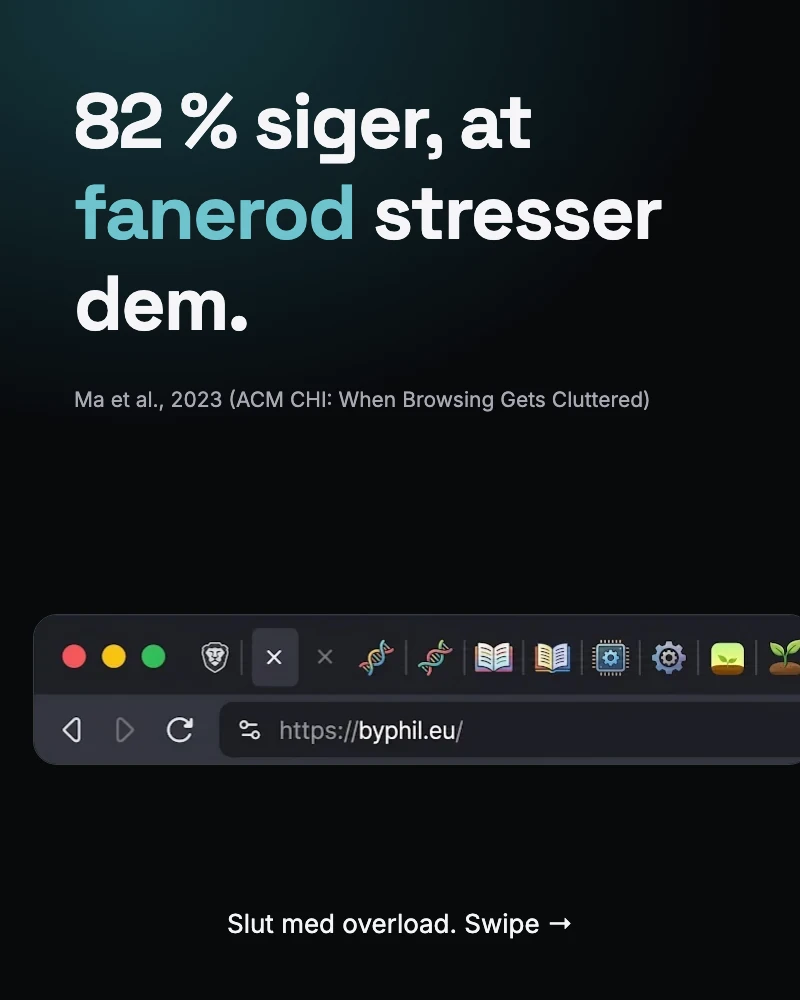 82 % siger, at
fanerod stresser
dem.
Ma et al., 2023 (ACM CHI: When Browsing Gets Cluttered)
https://byphil.eu/
Slut med overload. Swipe →